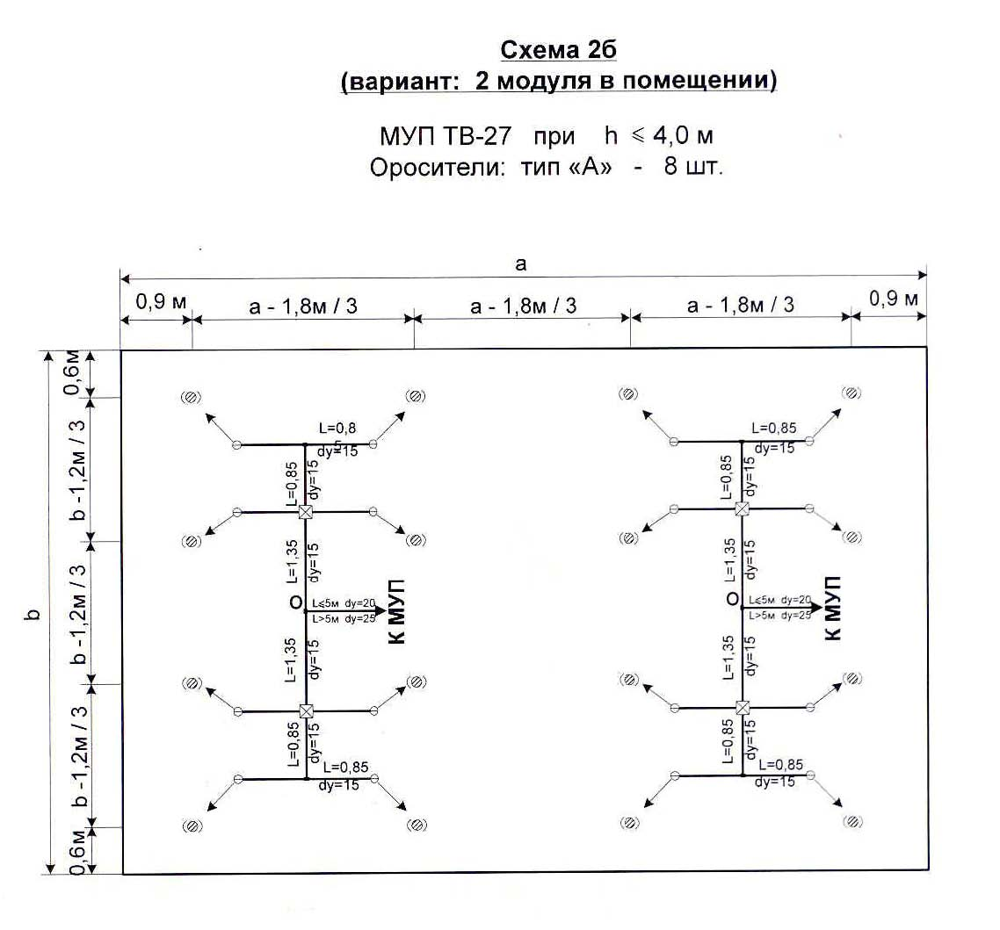 Схема 2б
(вариант: 2 модуля в помещении)
МУП ТВ-27 при h ⩽ 4,0 м
Оросители: тип «А» - 8 шт.
a
0,9 м
a - 1,8м / 3
a - 1,8м / 3
a - 1,8м / 3
0,9 м
b
0,6м
b -1,2м / 3
b -1,2м / 3
b -1,2м / 3
0,6м
L=0,8
5
dy=15
L=0,85
dy=15
L=1,35
dy=15
О
L⩽5м dy=20
L>5м dy=25
К МУП
L=1,35
dy=15
L=0,85
dy=15
L=0,85
dy=15
L=0,85
dy=15
L=0,85
dy=15
L=1,35
dy=15
О
L⩽5м dy=20
L>5м dy=25
К МУП
L=1,35
dy=15
L=0,85
dy=15
L=0,85
dy=15